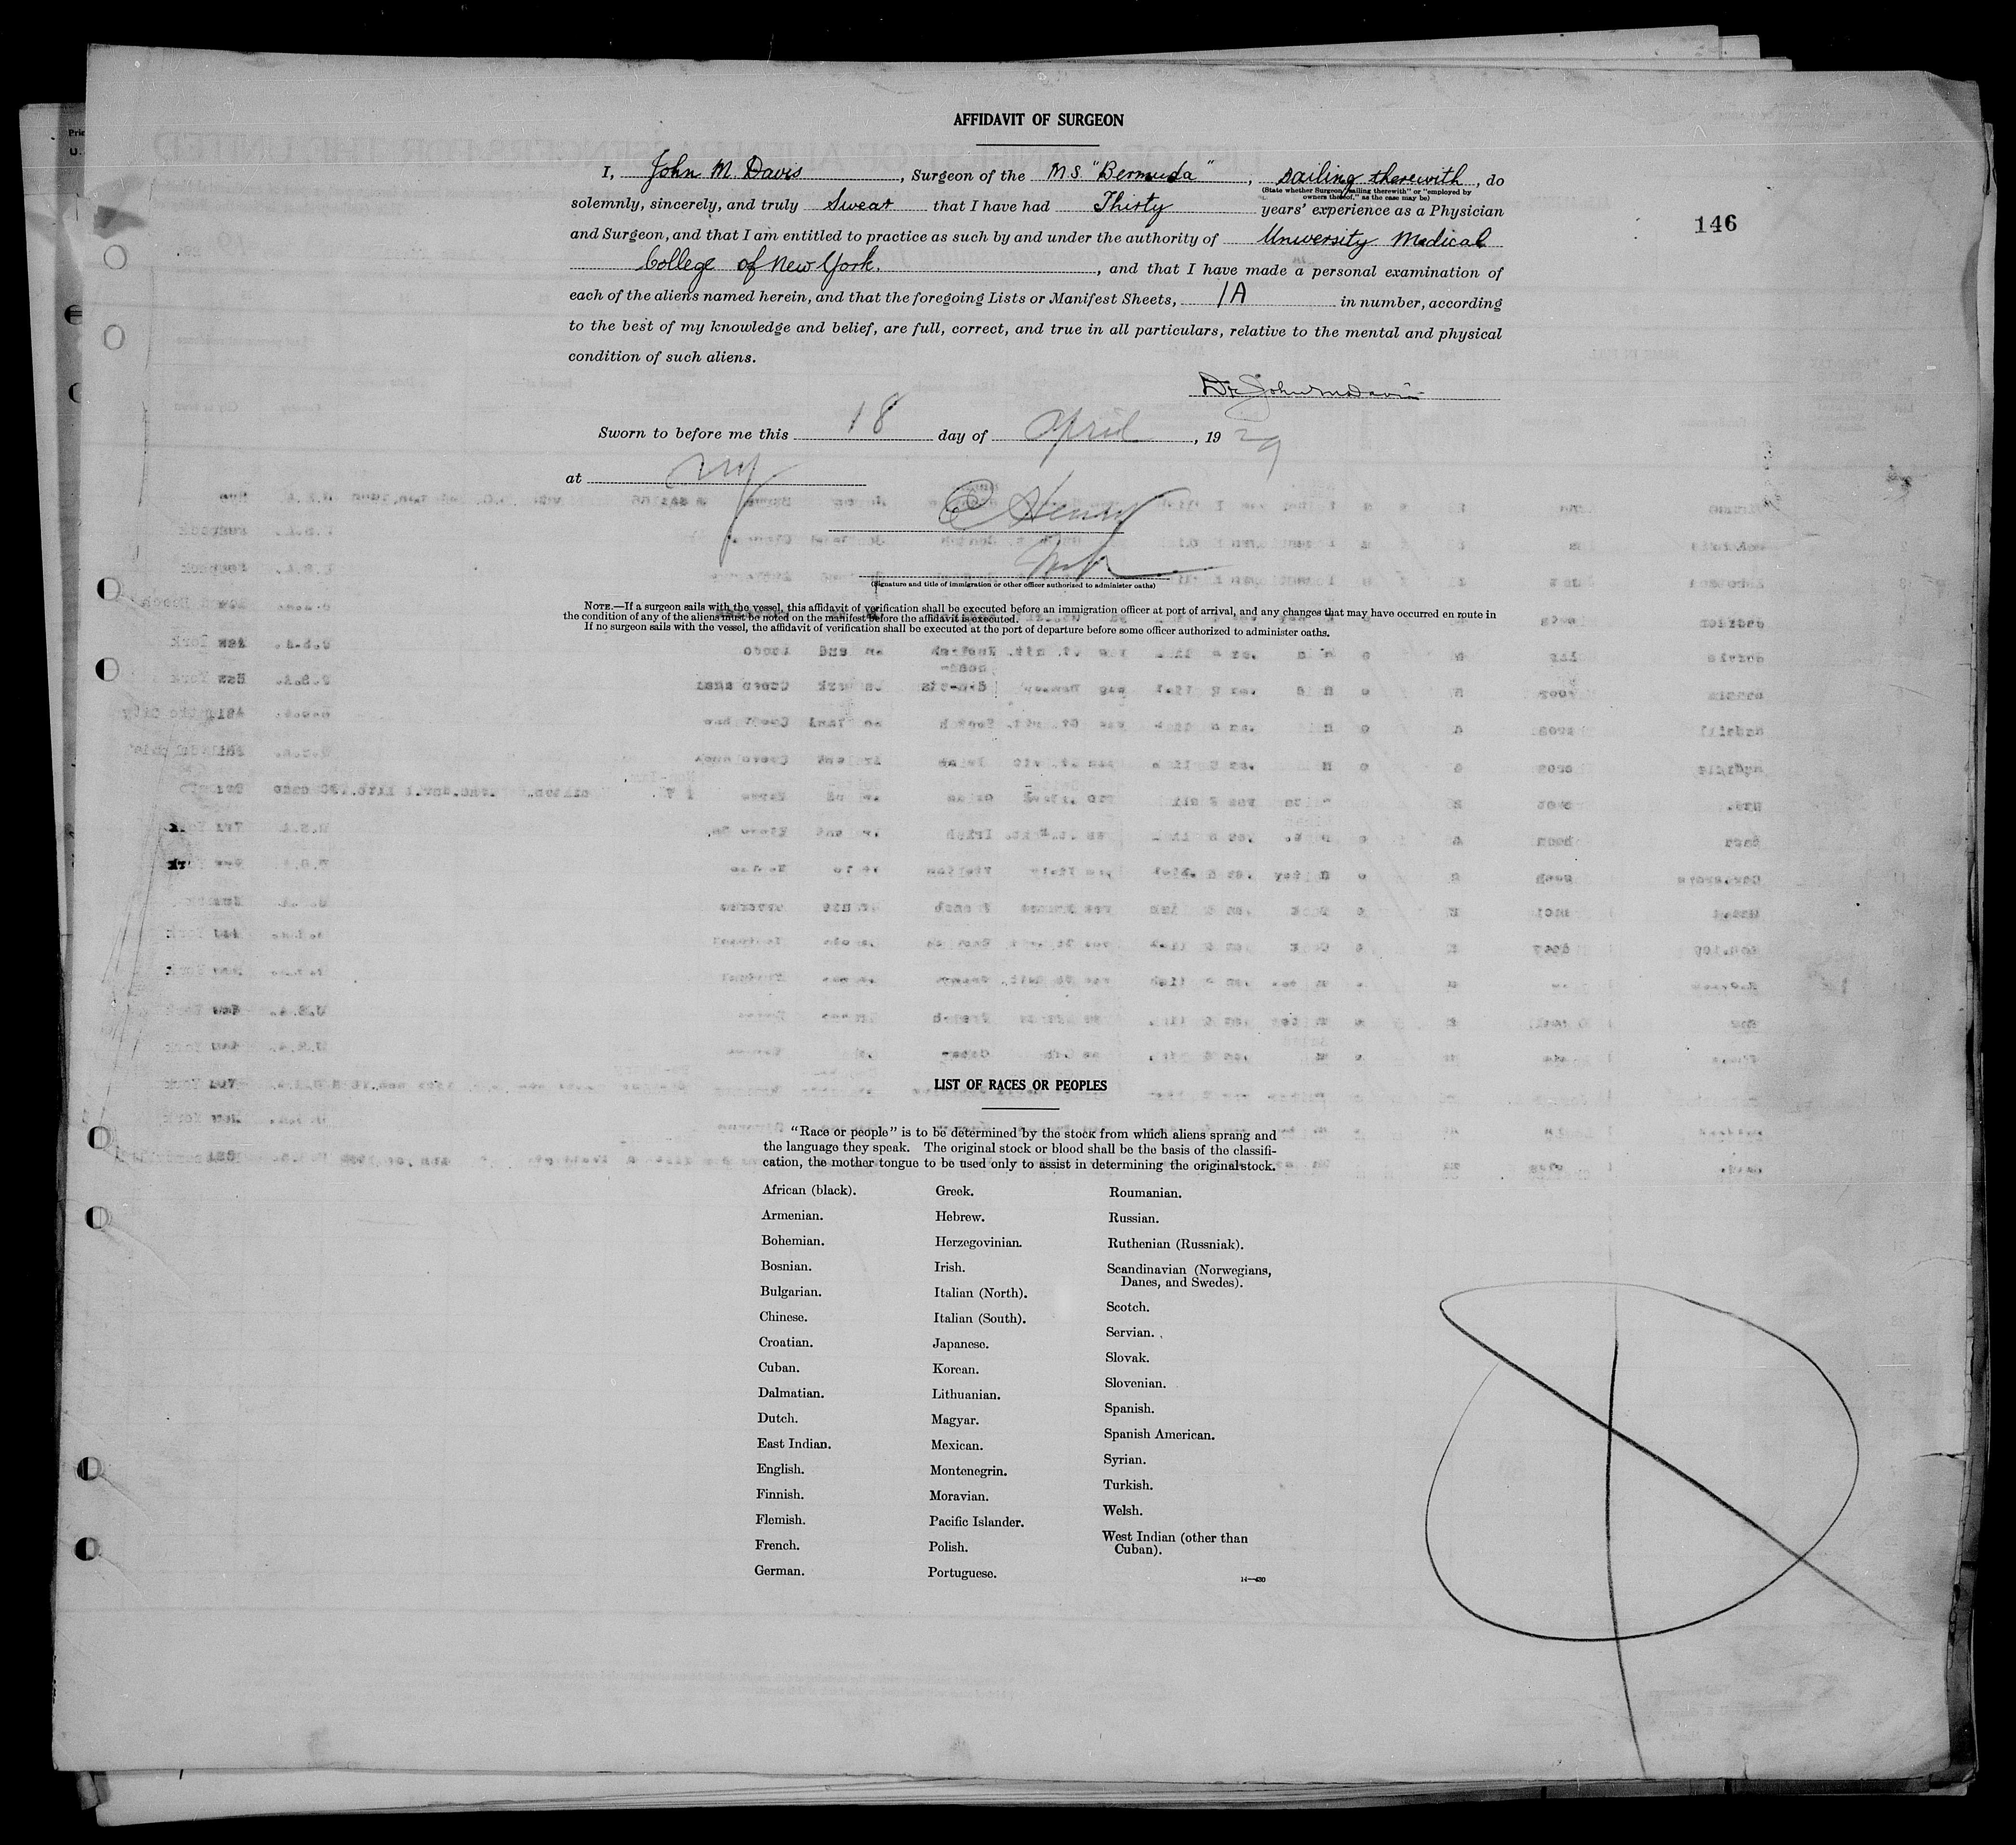 AFFIDAVIT OF SURGEON
146
I, John M. Davis, Surgeon of the M.S. "Bermuda", sailing therewith, do
(State whether Surgeon "sailing therewith" or "employed by
owners thereof," as the case may be)
solemnly, sincerely, and truly Swear that I have had Thirty years' experience as a Physician
and Surgeon, and that I am entitled to practice as such by and under the authority of University Medical
College of New York., and that I have made a personal examination of
each of the aliens named herein, and that the foregoing Lists or Manifest Sheets, 1A in number, according
to the best of my knowledge and belief, are full, correct, and true in all particulars, relative to the mental and physical
condition of such aliens.
Dr. John M Davis
Sworn to before me this 18 day of April, 1929
at NY
E Henry
(Signature and title of immigration or other officer authorized to administer oaths)
NOTE.—If a surgeon sails with the vessel, this affidavit of verification shall be executed before an immigration officer at port of arrival, and any changes that may have occurred en route in
the condition of any of the aliens must be noted on the manifest before the affidavit is executed.
If no surgeon sails with the vessel, the affidavit of verification shall be executed at the port of departure before some officer authorized to administer oaths.
LIST OF RACES OR PEOPLES
"Race or people" is to be determined by the stock from which aliens sprang and
the language they speak. The original stock or blood shall be the basis of the classifi-
cation, the mother tongue to be used only to assist in determining the original stock.
African (black).
Armenian.
Bohemian.
Bosnian.
Bulgarian.
Chinese.
Croatian.
Cuban.
Dalmatian.
Dutch.
East Indian.
English.
Finnish.
Flemish.
French.
German.
Greek.
Hebrew.
Herzegovinian.
Irish.
Italian (North).
Italian (South).
Japanese.
Korean.
Lithuanian.
Magyar.
Mexican.
Montenegrin.
Moravian.
Pacific Islander.
Polish.
Portuguese.
Roumanian.
Russian.
Ruthenian (Russniak).
Scandinavian (Norwegians,
Danes, and Swedes).
Scotch.
Servian.
Slovak.
Slovenian.
Spanish.
Spanish American.
Syrian.
Turkish.
Welsh.
West Indian (other than
Cuban).
14—430